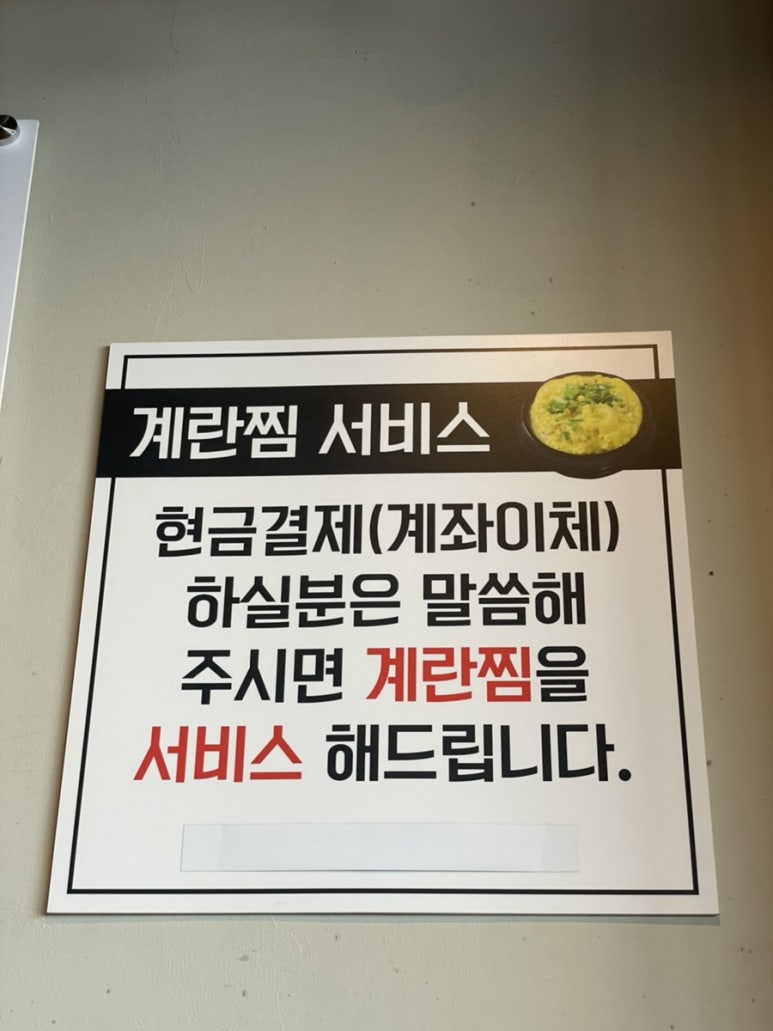 계란찜 서비스
현금결제(계좌이체)
하실분은 말씀해
주시면 계란찜을
서비스 해드립니다.